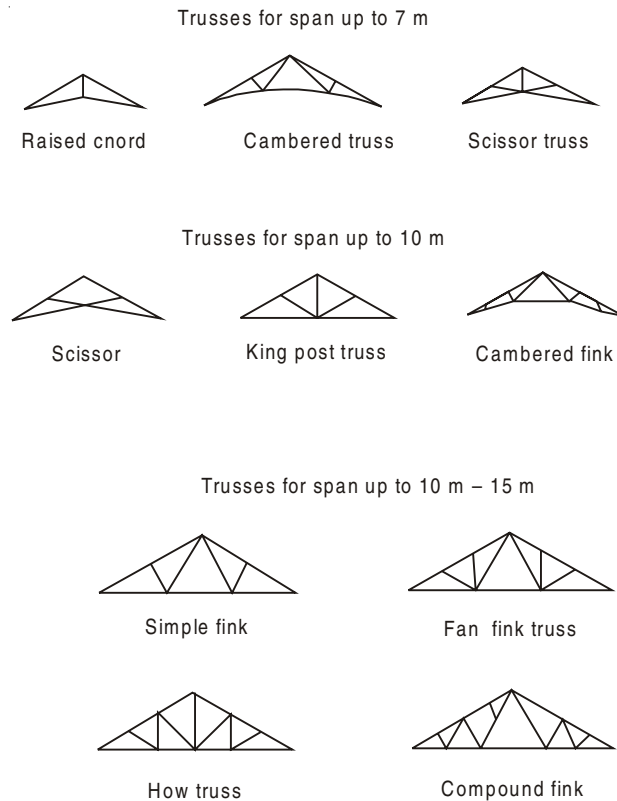 Trusses for span up to 7 m
Raised cnord
Cambered truss
Scissor truss
Trusses for span up to 10 m
Scissor
King post truss
Cambered fink
Trusses for span up to 10 m – 15 m
Simple fink
Fan fink truss
How truss
Compound fink